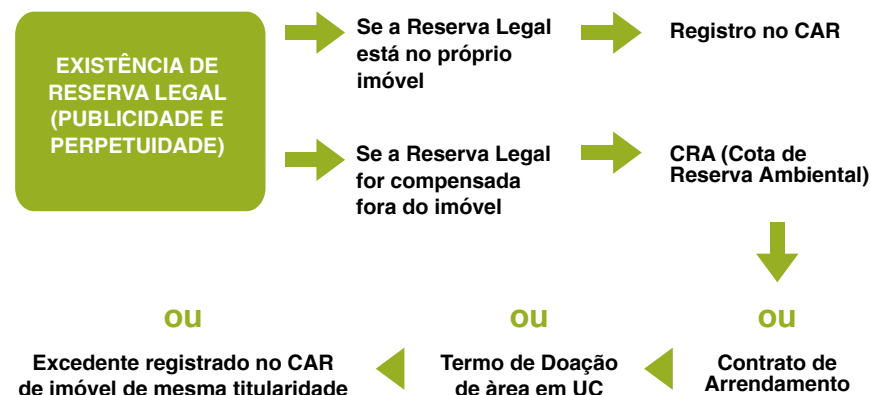 EXISTÊNCIA DE
RESERVA LEGAL
(PUBLICIDADE E
PERPETUIDADE)
Se a Reserva Legal
está no próprio
imóvel
Registro no CAR
Se a Reserva Legal
for compensada
fora do imóvel
CRA (Cota de
Reserva Ambiental)
ou
Contrato de
Arrendamento
ou
Termo de Doação
de àrea em UC
ou
Excedente registrado no CAR
de imóvel de mesma titularidade